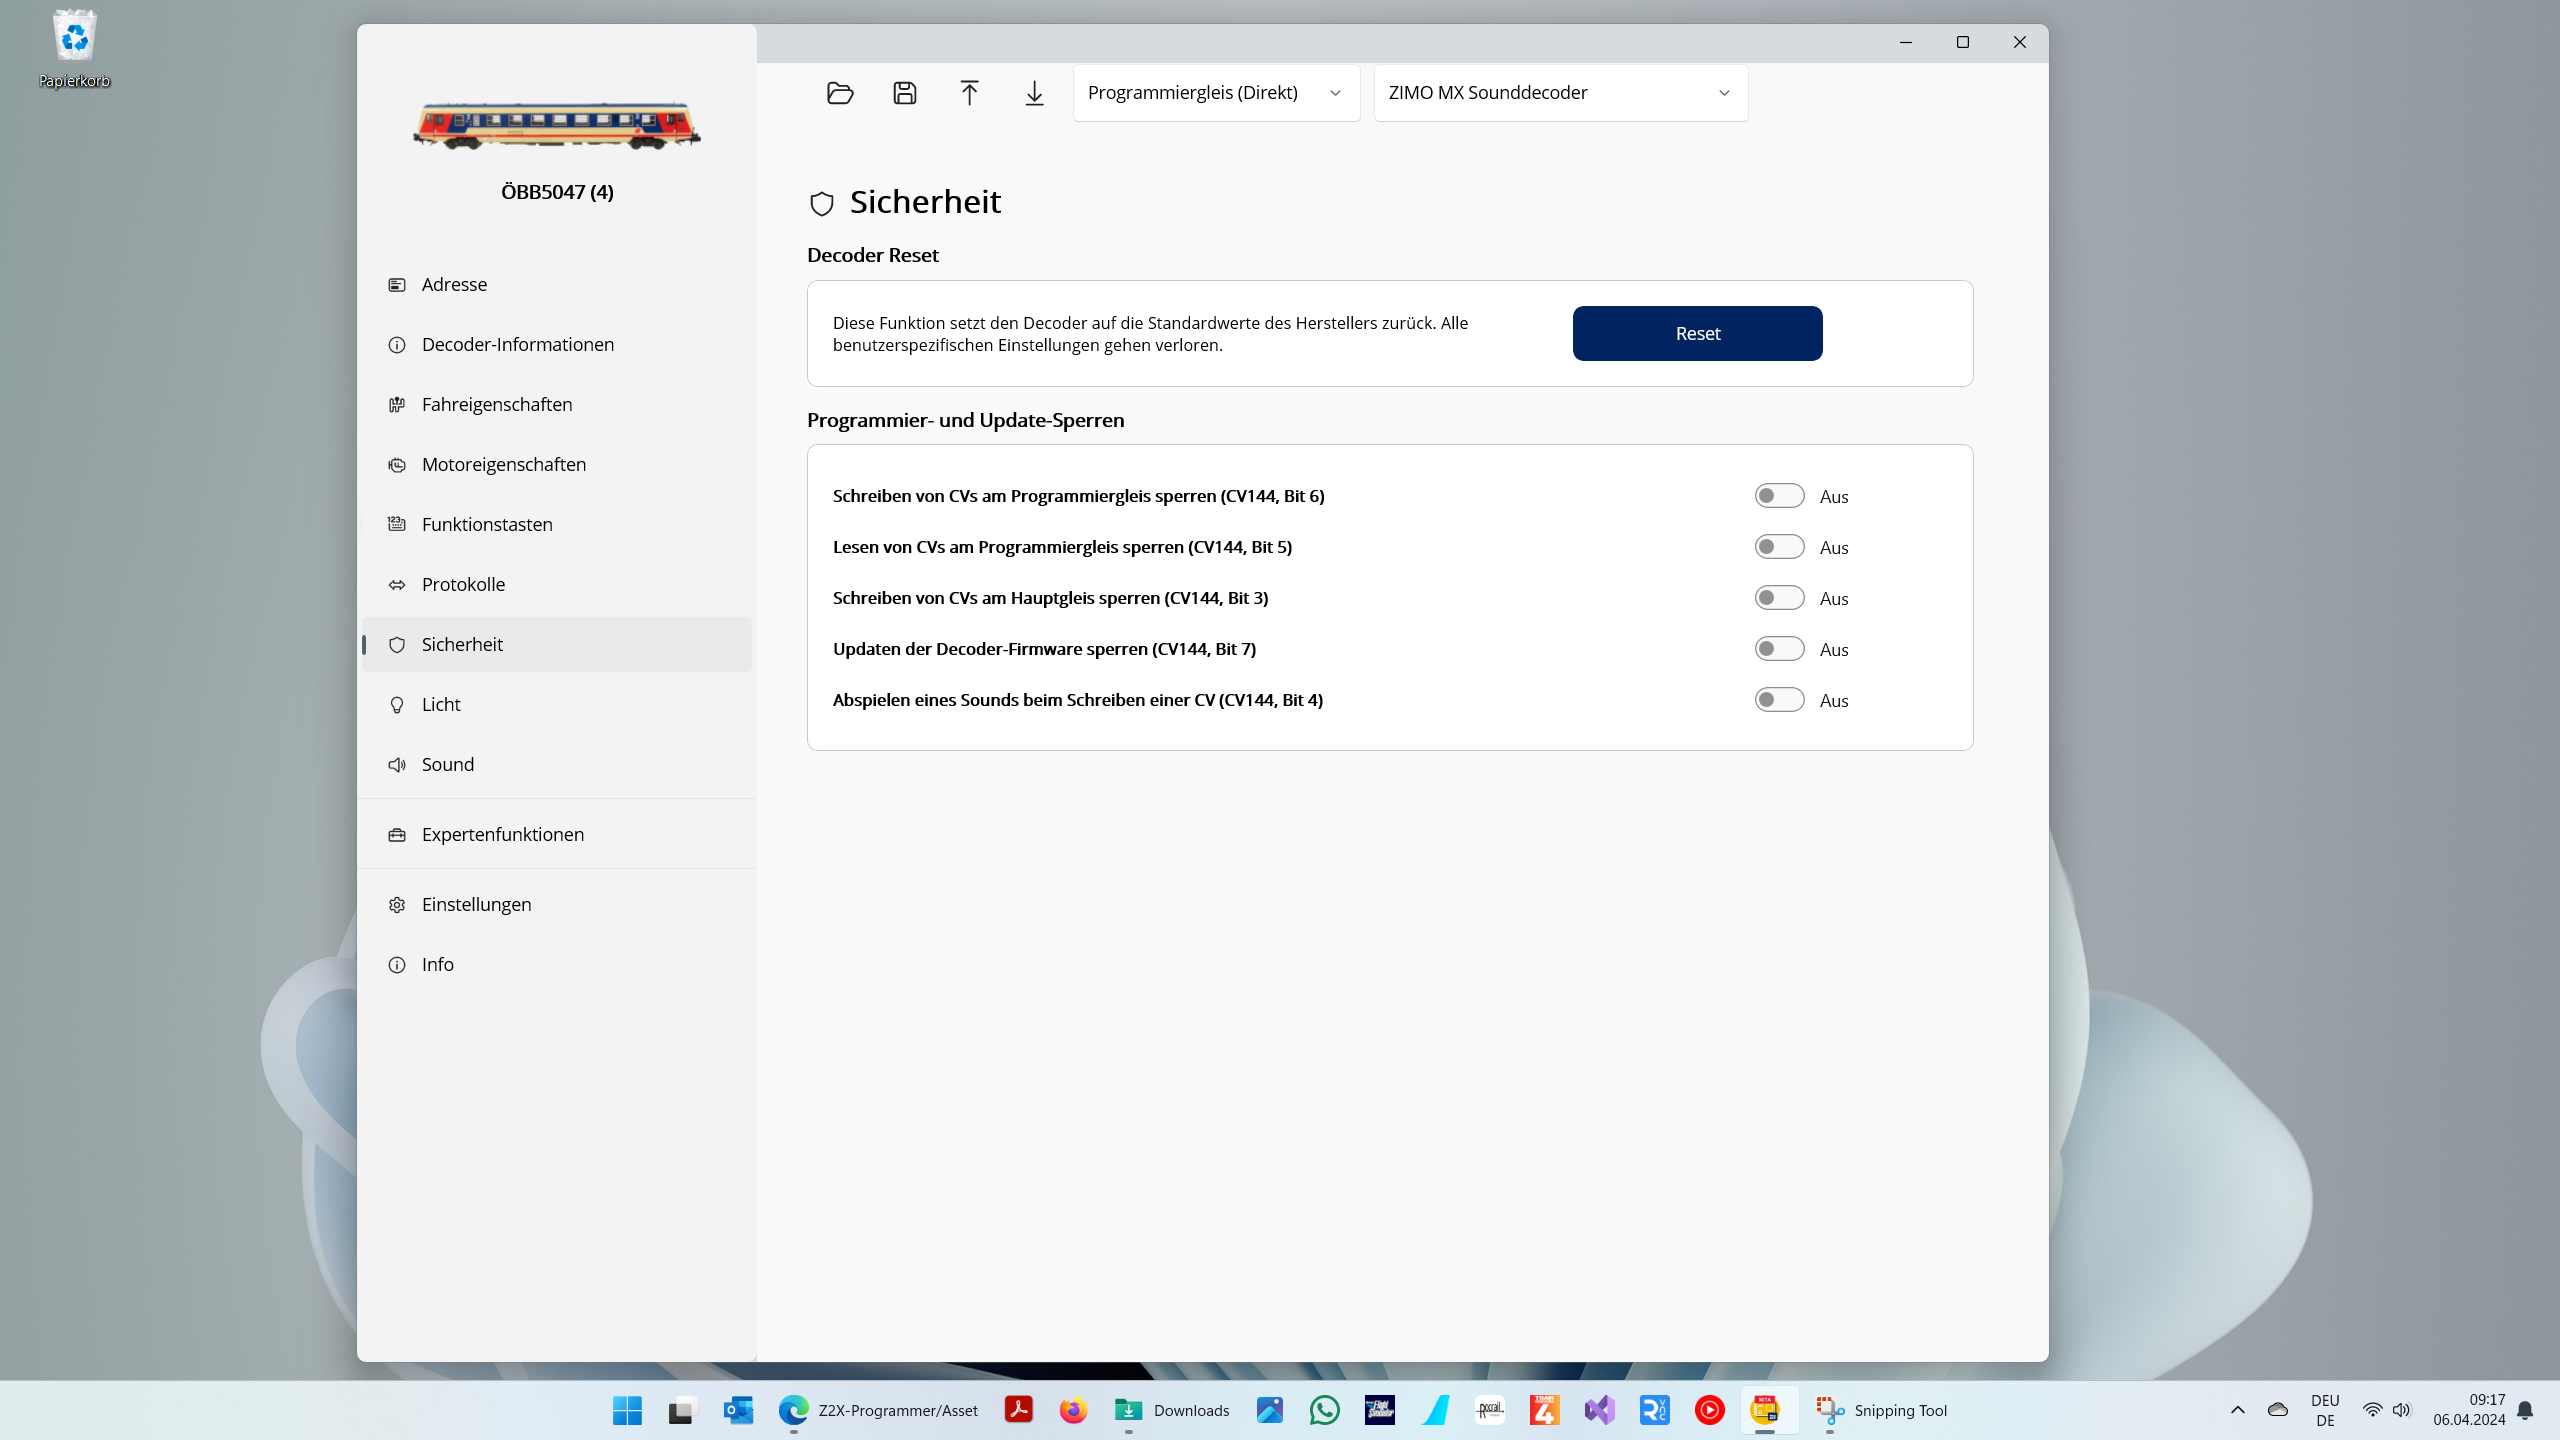 Papierkorb
ÖBB5047 (4)
Adresse
Decoder-Informationen
Fahreigenschaften
Motoreigenschaften
Funktionstasten
Protokolle
Sicherheit
Licht
Sound
Expertenfunktionen
Einstellungen
Info
Programmiergleis (Direkt)
ZIMO MX Sounddecoder
Sicherheit
Decoder Reset
Diese Funktion setzt den Decoder auf die Standardwerte des Herstellers zurück. Alle
benutzerspezifischen Einstellungen gehen verloren.
Reset
Programmier- und Update-Sperren
Schreiben von CVs am Programmiergleis sperren (CV144, Bit 6)
Aus
Lesen von CVs am Programmiergleis sperren (CV144, Bit 5)
Aus
Schreiben von CVs am Hauptgleis sperren (CV144, Bit 3)
Aus
Updaten der Decoder-Firmware sperren (CV144, Bit 7)
Aus
Abspielen eines Sounds beim Schreiben einer CV (CV144, Bit 4)
Aus
Z2X-Programmer/Asset
Downloads
Snipping Tool
DEU
DE
09:17
06.04.2024